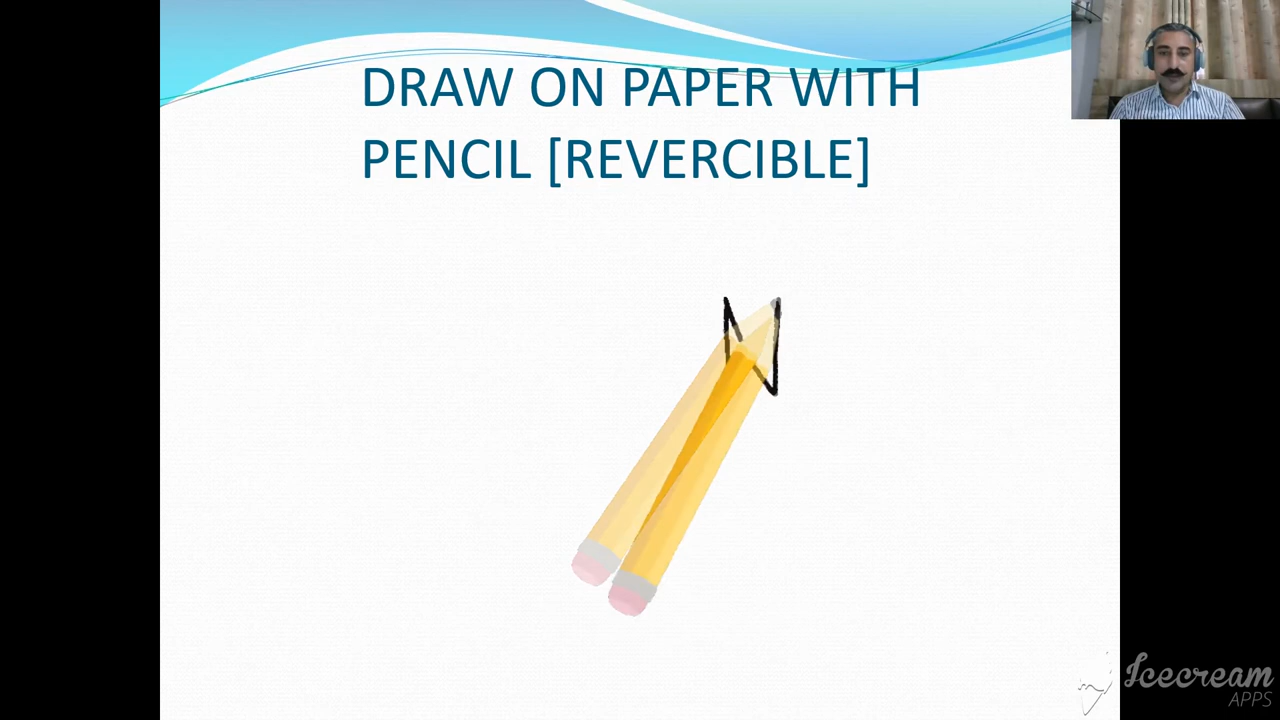 DRAW ON PAPER WITH
PENCIL [REVERCIBLE]
N
Icecream
APPS